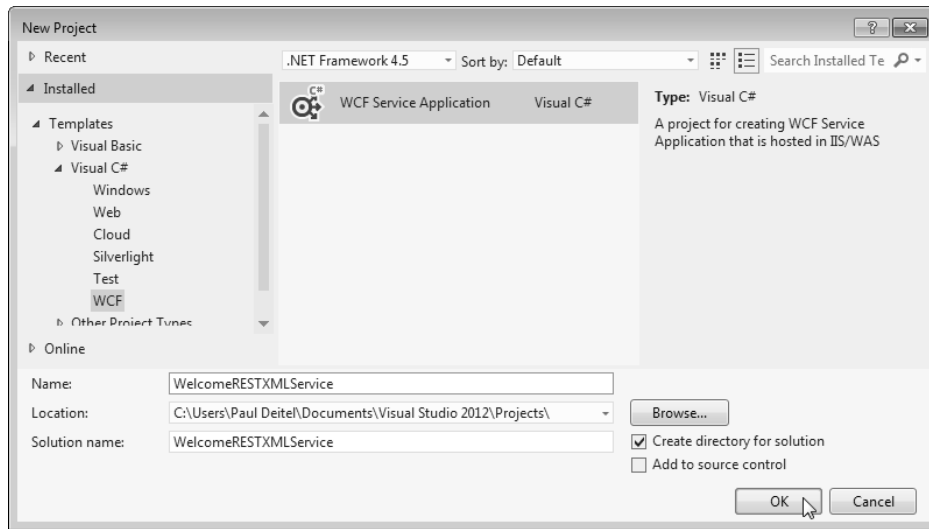 New Project
?
Recent
.NET Framework 4.5
Sort by: Default
Search Installed Te
Installed
Templates
Visual Basic
Visual C#
Windows
Web
Cloud
Silverlight
Test
WCF
Other Project Types
Online
C#
WCF Service Application Visual C#
Type: Visual C#
A project for creating WCF Service
Application that is hosted in IIS/WAS
Name: WelcomeRESTXMLService
Location: C:\Users\Paul Deitel\Documents\Visual Studio 2012\Projects\
Browse...
Solution name: WelcomeRESTXMLService
Create directory for solution
Add to source control
OK
Cancel